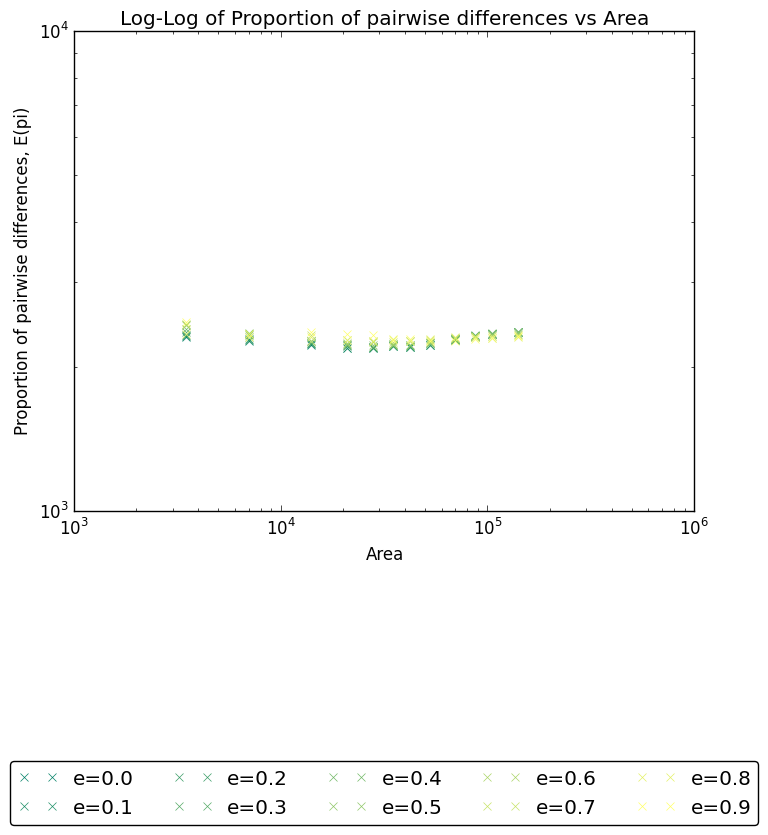 Log-Log of Proportion of pairwise differences vs Area
10^4
Proportion of pairwise differences, E(pi)
10^3
10^3 10^4 10^5 10^6
Area
e=0.0 e=0.2 e=0.4 e=0.6 e=0.8
e=0.1 e=0.3 e=0.5 e=0.7 e=0.9